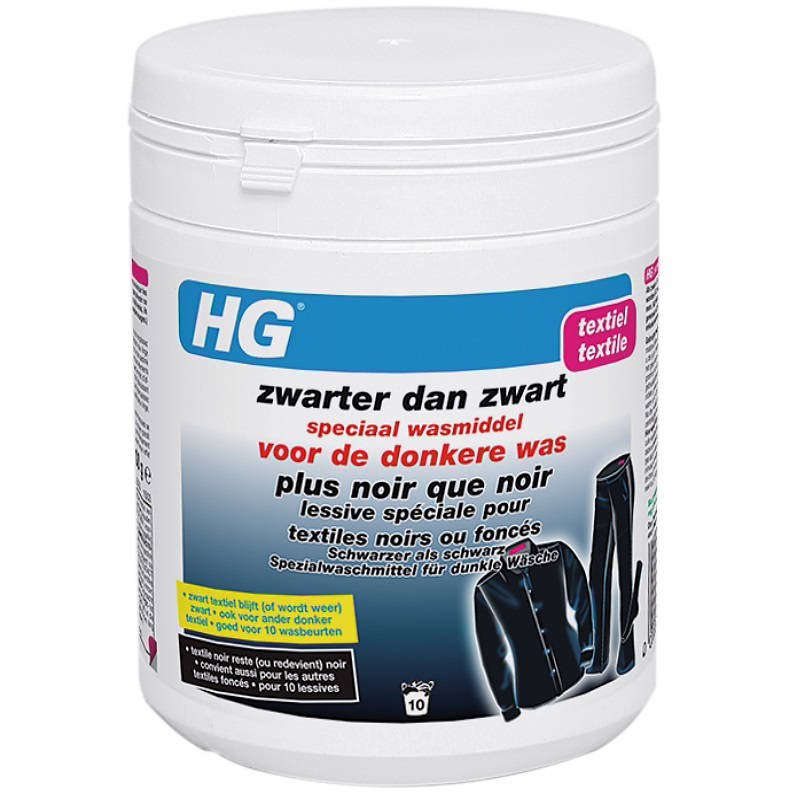 HG®
textiel
textile
zwarter dan zwart
speciaal wasmiddel
voor de donkere was
plus noir que noir
lessive spéciale pour
textiles noirs ou foncés
Schwarzer als schwarz
Spezialwaschmittel für dunkle Wäsche
• zwart textiel blijft (of wordt weer)
zwart • ook voor ander donker
textiel • goed voor 10 wasbeurten
• textile noir reste (ou redevient) noir
• convient aussi pour les autres
textiles foncés • pour 10 lessives
10